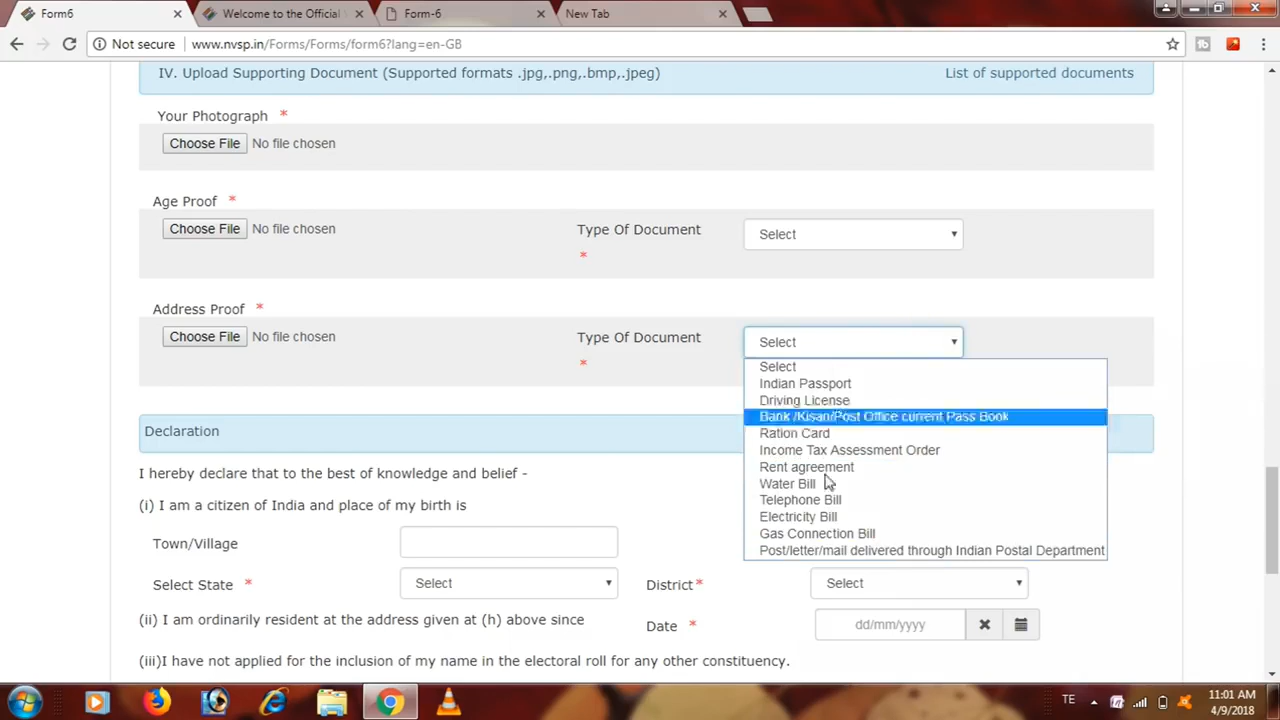 Form6
Welcome to the Official
Form-6
New Tab
Not secure
www.nvsp.in/Forms/Forms/form6?lang=en-GB
IV. Upload Supporting Document (Supported formats .jpg,.png,.bmp,.jpeg)
List of supported documents
Your Photograph *
Choose File No file chosen
Age Proof *
Choose File No file chosen
Type Of Document
*
Select
Address Proof *
Choose File No file chosen
Type Of Document
*
Select
Select
Indian Passport
Driving License
Bank /Kisan/Post Office current Pass Book
Ration Card
Income Tax Assessment Order
Rent agreement
Water Bill
Telephone Bill
Electricity Bill
Gas Connection Bill
Post/letter/mail delivered through Indian Postal Department
Declaration
I hereby declare that to the best of knowledge and belief -
(i) I am a citizen of India and place of my birth is
Town/Village
Select State *
Select
District*
Select
(ii) I am ordinarily resident at the address given at (h) above since
Date *
dd/mm/yyyy
(iii)I have not applied for the inclusion of my name in the electoral roll for any other constituency.
TE
11:01 AM
4/9/2018